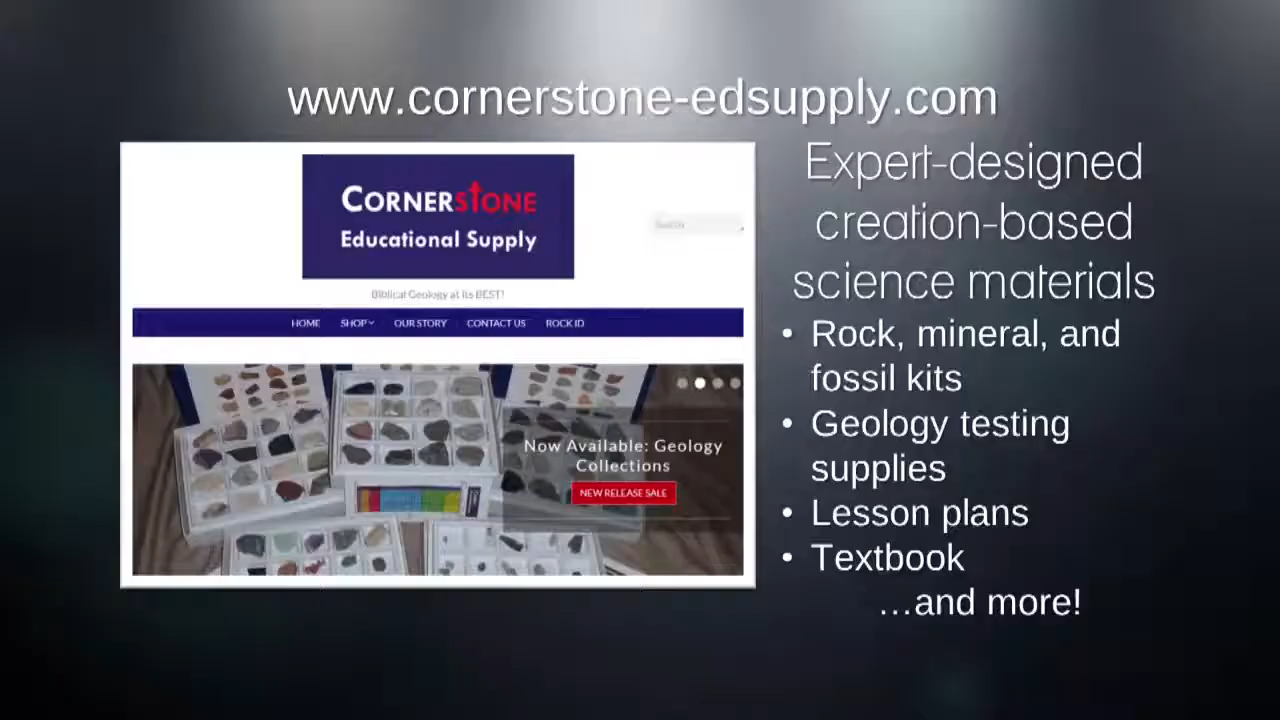 www.cornerstone-edsupply.com
CORNERSTONE
Educational Supply
Search
Biblical Geology at its BEST!
HOME SHOP OUR STORY CONTACT US ROCK ID
Now Available: Geology
Collections
NEW RELEASE SALE
Expert-designed
creation-based
science materials
• Rock, mineral, and
fossil kits
• Geology testing
supplies
• Lesson plans
• Textbook
…and more!